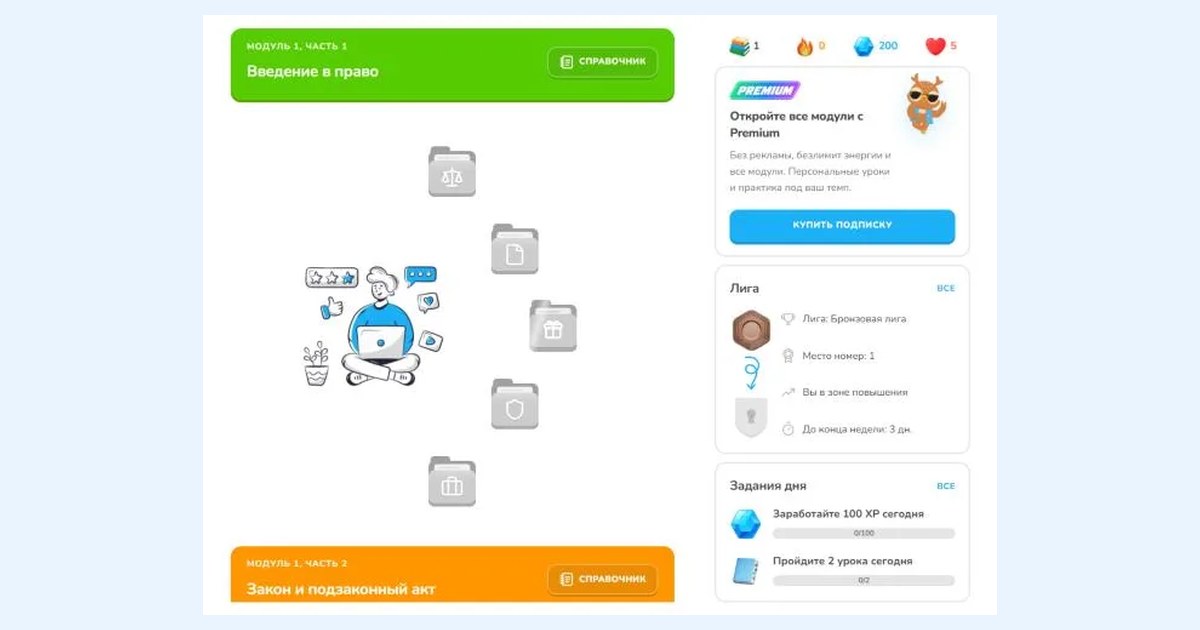 МОДУЛЬ 1, ЧАСТЬ 1
Введение в право
СПРАВОЧНИК
МОДУЛЬ 1, ЧАСТЬ 2
Закон и подзаконный акт
СПРАВОЧНИК
1 0 200 5
PREMIUM
Откройте все модули с
Premium
Без рекламы, безлимит энергии и
все модули. Персональные уроки
и практика под ваш темп.
КУПИТЬ ПОДПИСКУ
Лига
ВСЕ
Лига: Бронзовая лига
Место номер: 1
Вы в зоне повышения
До конца недели: 3 дн.
Задания дня
ВСЕ
Заработайте 100 XP сегодня
0/100
Пройдите 2 урока сегодня
0/2